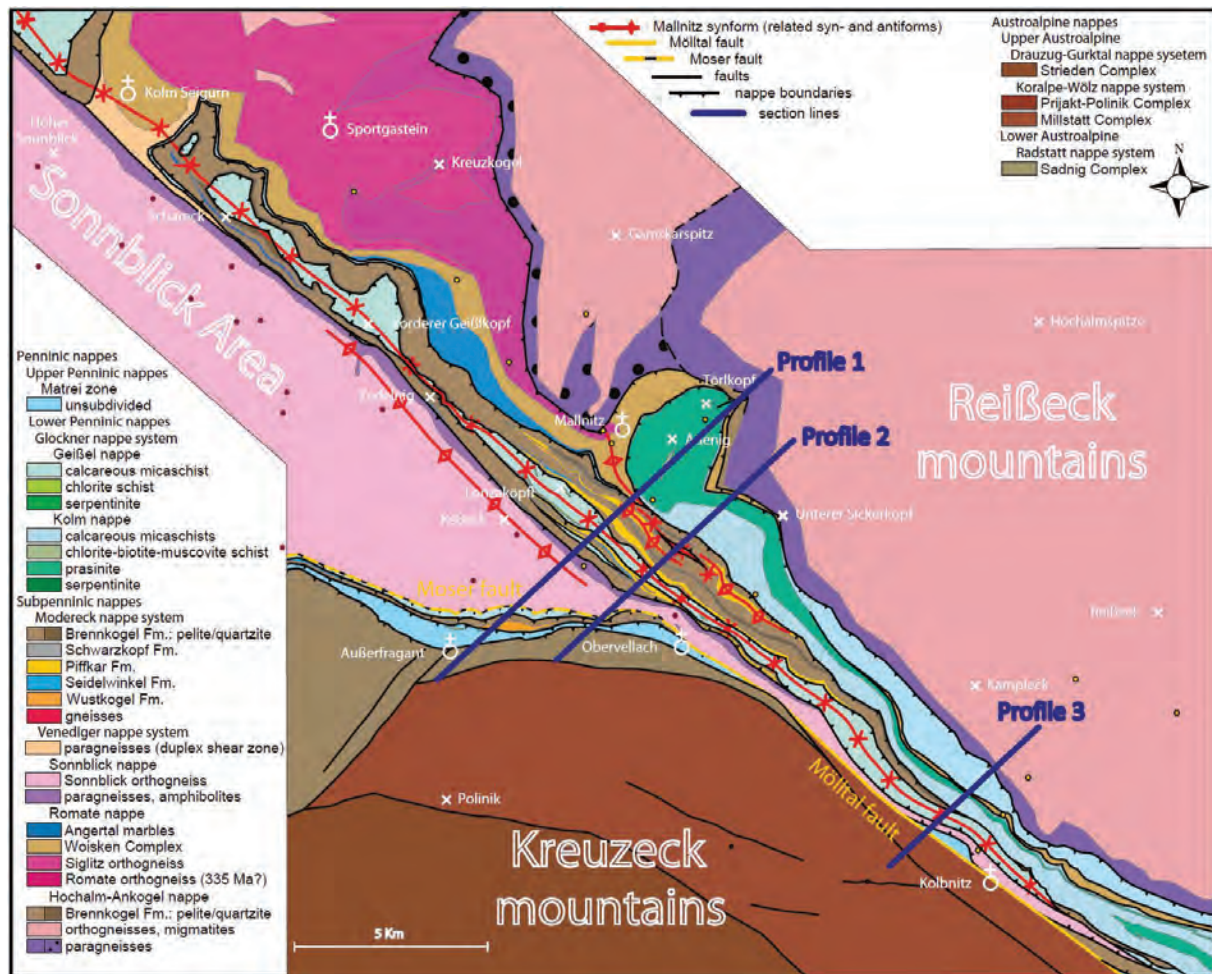 Mallnitz synform (related syn- and antiforms)
Mölltal fault
Moser fault
faults
nappe boundaries
section lines
Austroalpine nappes
Upper Austroalpine
Drauzug-Gurktal nappe sysetem
Strieden Complex
Koralpe-Wölz nappe system
Prijakt-Polinik Complex
Millstatt Complex
Lower Austroalpine
Radstatt nappe system
Sadnig Complex
N
Kolm Seigurn
Hoher
Sonnblick
Sportgastein
Kreuzkogel
Schareck
Gamskarspitz
Sonnblick Area
Hochalmspitze
vorderer Geißlkopf
Profile 1
Törlkopf
Mallnitz
Auernig
Profile 2
Reißeck
mountains
Lonzakopf
Unterer Sickerkopf
Moser fault
Außerfragant
Obervellach
Kampleck
Profile 3
Polinik
Mölltal fault
Kreuzeck
mountains
Kolbnitz
5 Km
Penninic nappes
Upper Penninic nappes
Matrei zone
unsubdivided
Lower Penninic nappes
Glockner nappe system
Geißel nappe
calcareous micaschist
chlorite schist
serpentinite
Kolm nappe
calcareous micaschists
chlorite-biotite-muscovite schist
prasinite
serpentinite
Subpenninic nappes
Modereck nappe system
Brennkogel Fm.: pelite/quartzite
Schwarzkopf Fm.
Piffkar Fm.
Seidelwinkel Fm.
Wustkogel Fm.
gneisses
Venediger nappe system
paragneisses (duplex shear zone)
Sonnblick nappe
Sonnblick orthogneiss
paragneisses, amphibolites
Romate nappe
Angertal marbles
Woisken Complex
Siglitz orthogneiss
Romate orthogneiss (335 Ma?)
Hochalm-Ankogel nappe
Brennkogel Fm.: pelite/quartzite
orthogneisses, migmatites
paragneisses